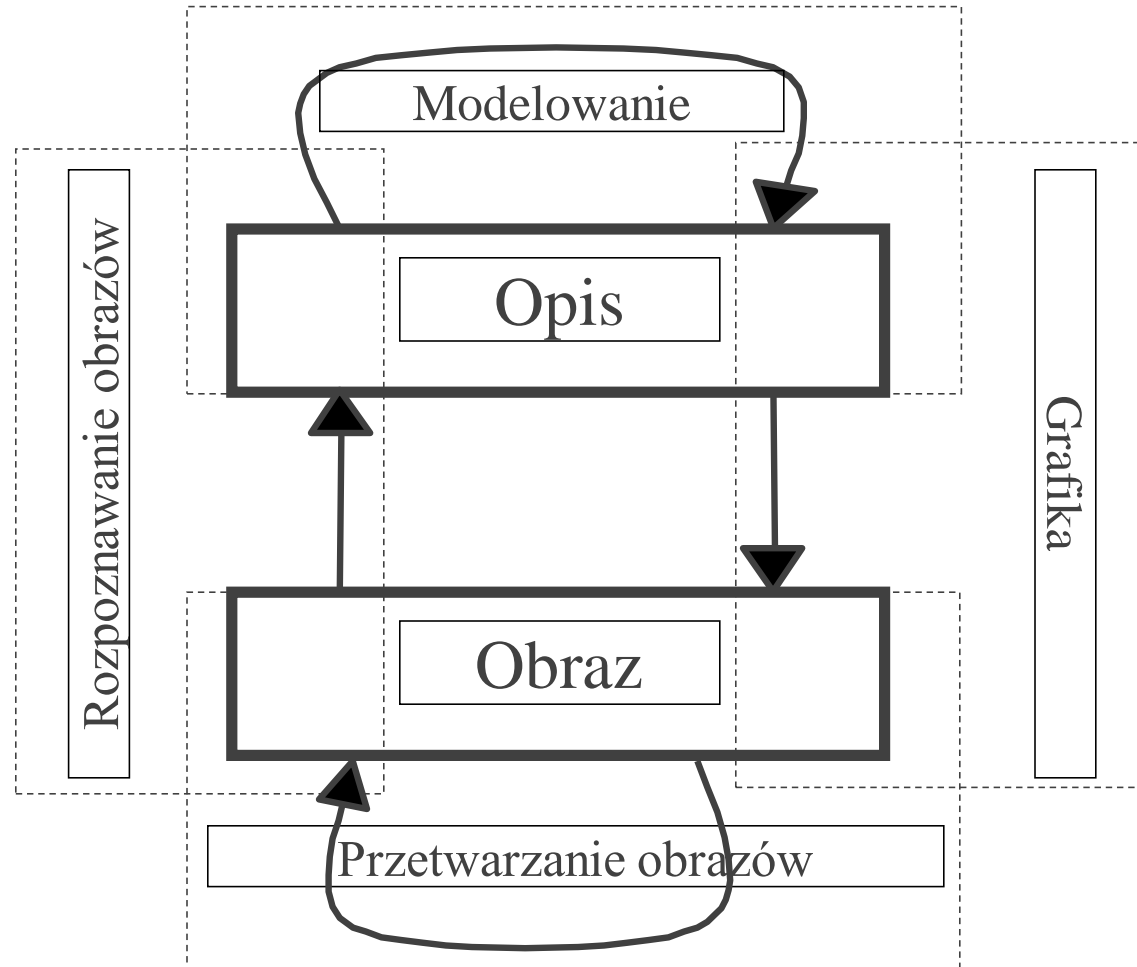 Modelowanie
Opis
Rozpoznawanie obrazów
Grafika
Obraz
Przetwarzanie obrazów